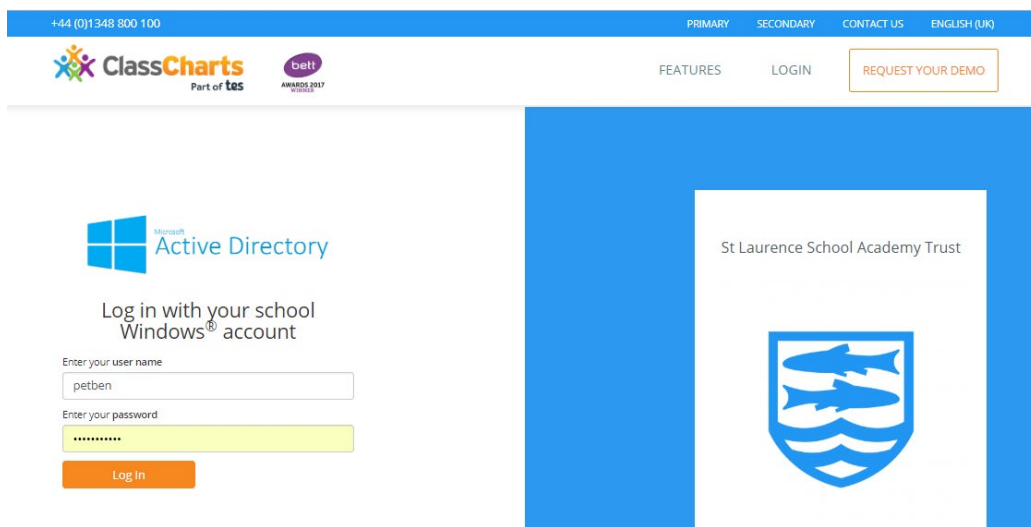 +44 (0)1348 800 100
PRIMARY SECONDARY CONTACT US ENGLISH (UK)
ClassCharts
Part of tes
bett
AWARDS 2017
WINNER
FEATURES LOGIN REQUEST YOUR DEMO
Microsoft
Active Directory
Log in with your school
Windows® account
Enter your user name
petben
Enter your password
•••••••••••
Log In
St Laurence School Academy Trust